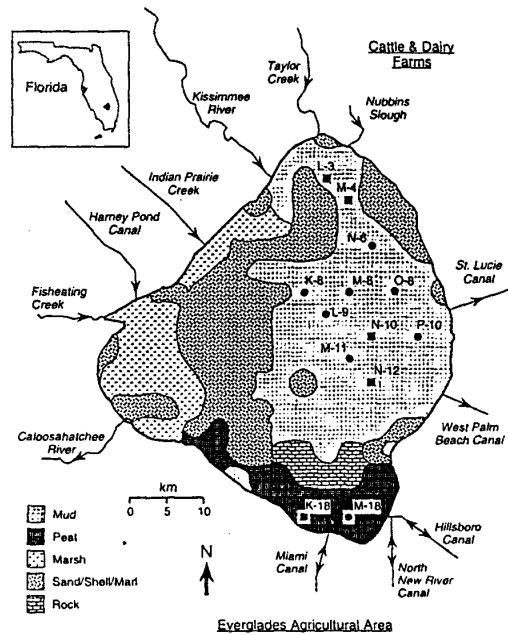 Cattle & Dairy
Farms
Florida
Taylor
Creek
Kissimmee
River
Nubbins
Slough
Indian Prairie
Creek
Harney Pond
Canal
Fisheating
Creek
L-3
M-4
N-6
K-8
M-8
O-8
L-9
N-10
P-10
M-11
N-12
St. Lucie
Canal
West Palm
Beach Canal
Caloosahatchee
River
km
0
5
10
Mud
Peat
Marsh
Sand/Shell/Marl
Rock
N
K-18
M-18
Miami
Canal
North
New River
Canal
Hillsboro
Canal
Everglades Agricultural Area